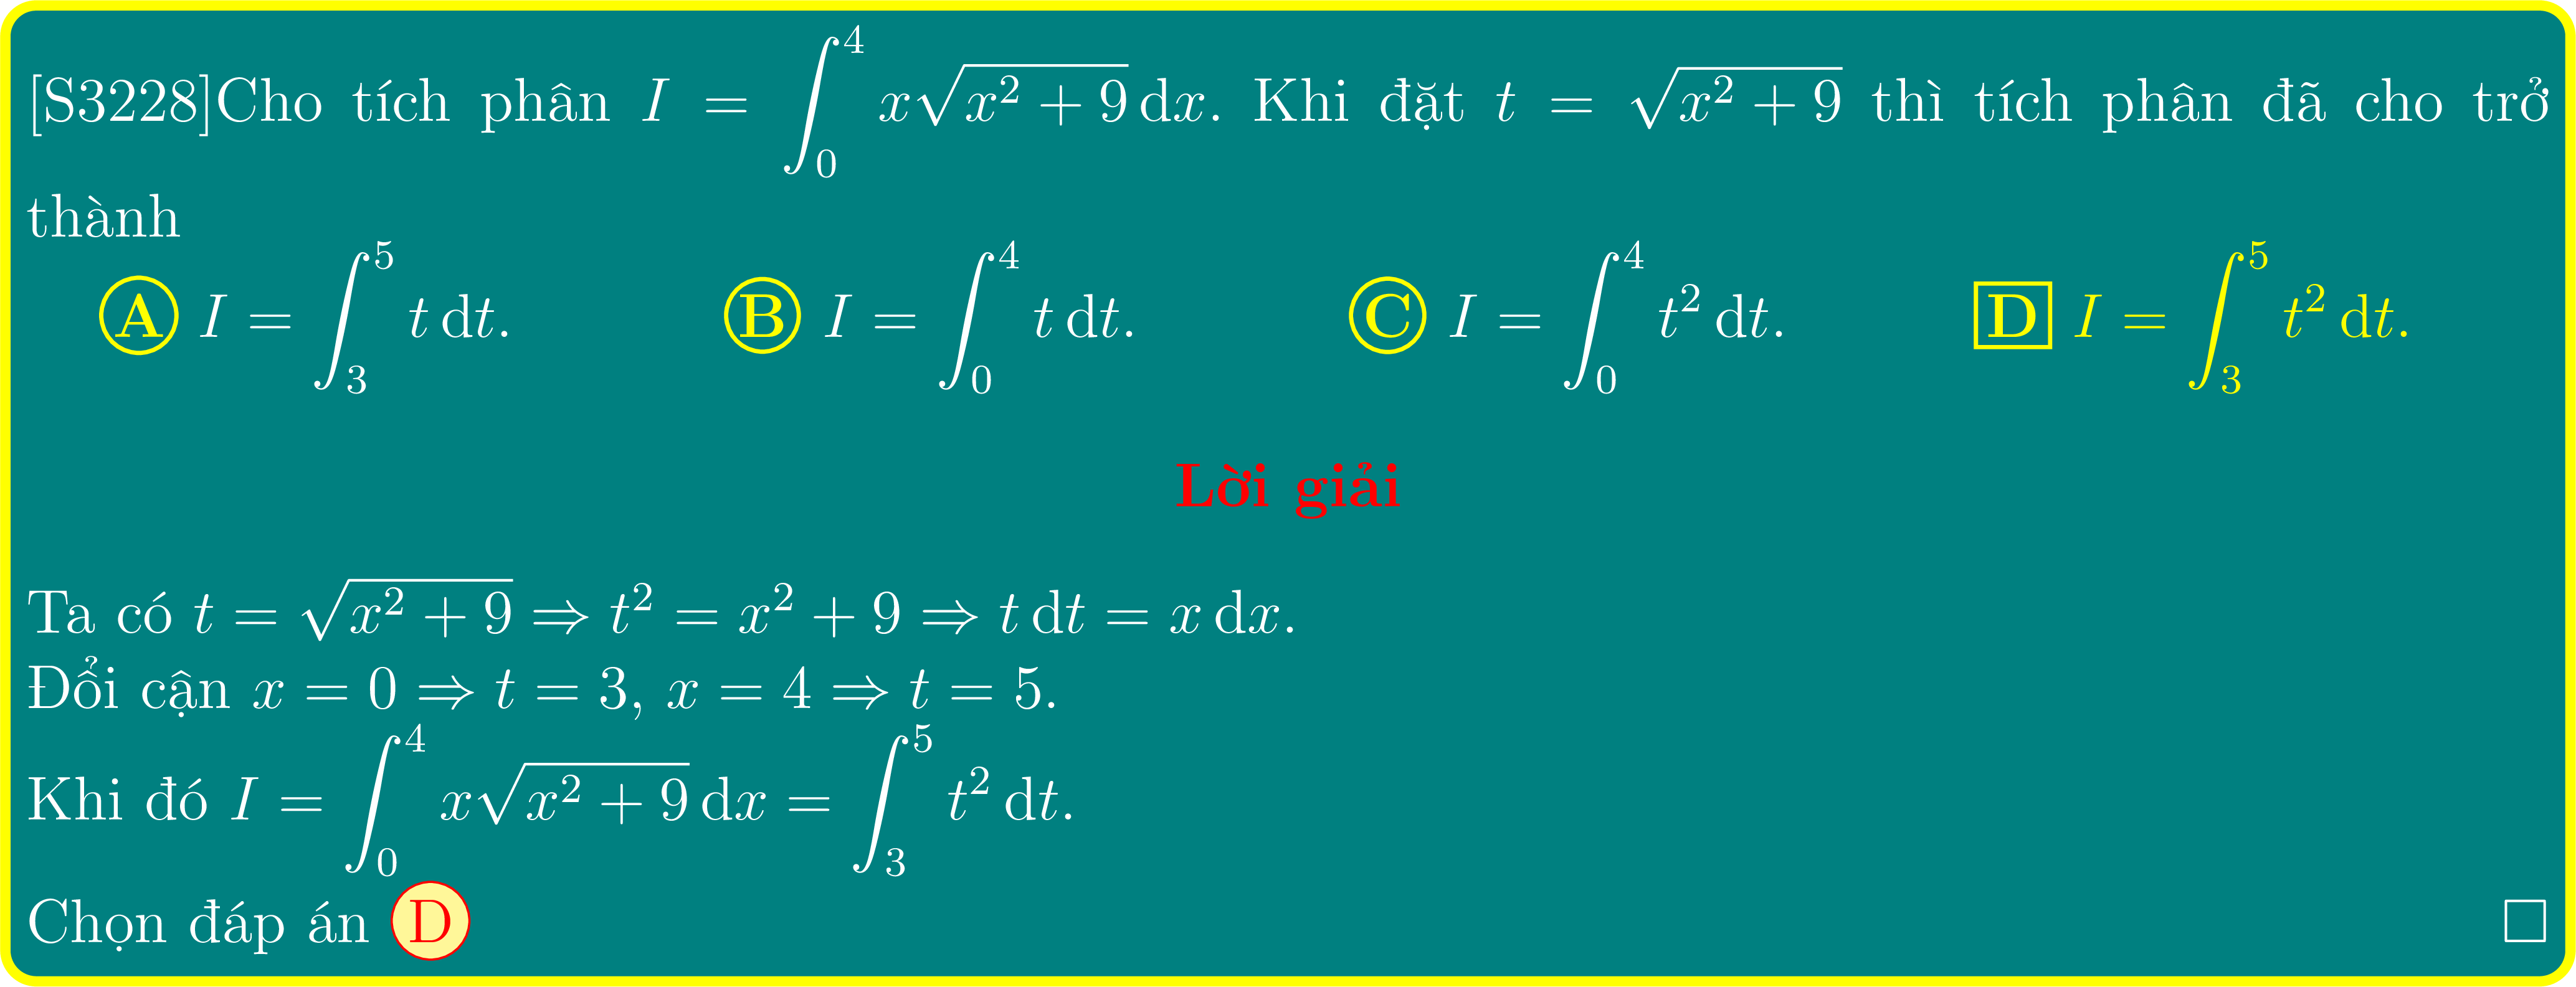 [S3228]Cho tích phân $I = \int_0^4 x\sqrt{x^2+9}\,\mathrm{d}x$. Khi đặt $t = \sqrt{x^2+9}$ thì tích phân đã cho trở
thành
Ⓐ $I = \int_3^5 t\,\mathrm{d}t$. Ⓑ $I = \int_0^4 t\,\mathrm{d}t$. Ⓒ $I = \int_0^4 t^2\,\mathrm{d}t$. D $I = \int_3^5 t^2\,\mathrm{d}t$.
Lời giải
Ta có $t = \sqrt{x^2+9} \Rightarrow t^2 = x^2+9 \Rightarrow t\,\mathrm{d}t = x\,\mathrm{d}x$.
Đổi cận $x = 0 \Rightarrow t = 3$, $x = 4 \Rightarrow t = 5$.
Khi đó $I = \int_0^4 x\sqrt{x^2+9}\,\mathrm{d}x = \int_3^5 t^2\,\mathrm{d}t$.
Chọn đáp án Ⓓ □